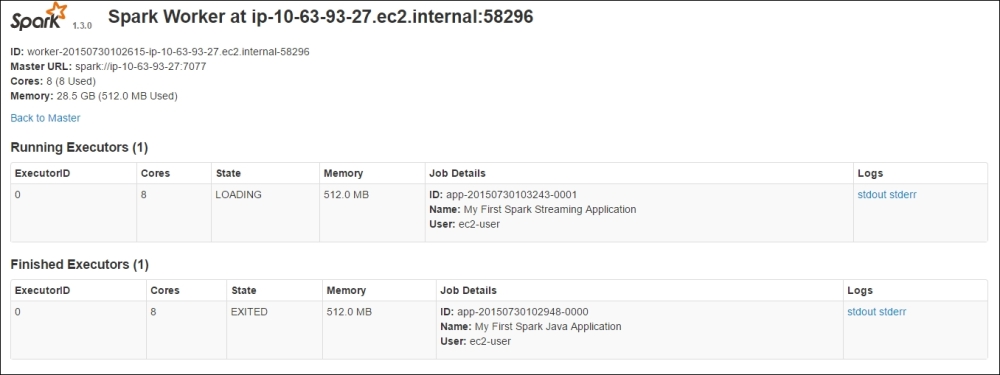 Spark 1.3.0 Spark Worker at ip-10-63-93-27.ec2.internal:58296
ID: worker-20150730102615-ip-10-63-93-27.ec2.internal-58296
Master URL: spark://ip-10-63-93-27:7077
Cores: 8 (8 Used)
Memory: 28.5 GB (512.0 MB Used)
Back to Master
Running Executors (1)
ExecutorID Cores State Memory Job Details Logs
0 8 LOADING 512.0 MB ID: app-20150730103243-0001 stdout stderr
Name: My First Spark Streaming Application
User: ec2-user
Finished Executors (1)
ExecutorID Cores State Memory Job Details Logs
0 8 EXITED 512.0 MB ID: app-20150730102948-0000 stdout stderr
Name: My First Spark Java Application
User: ec2-user